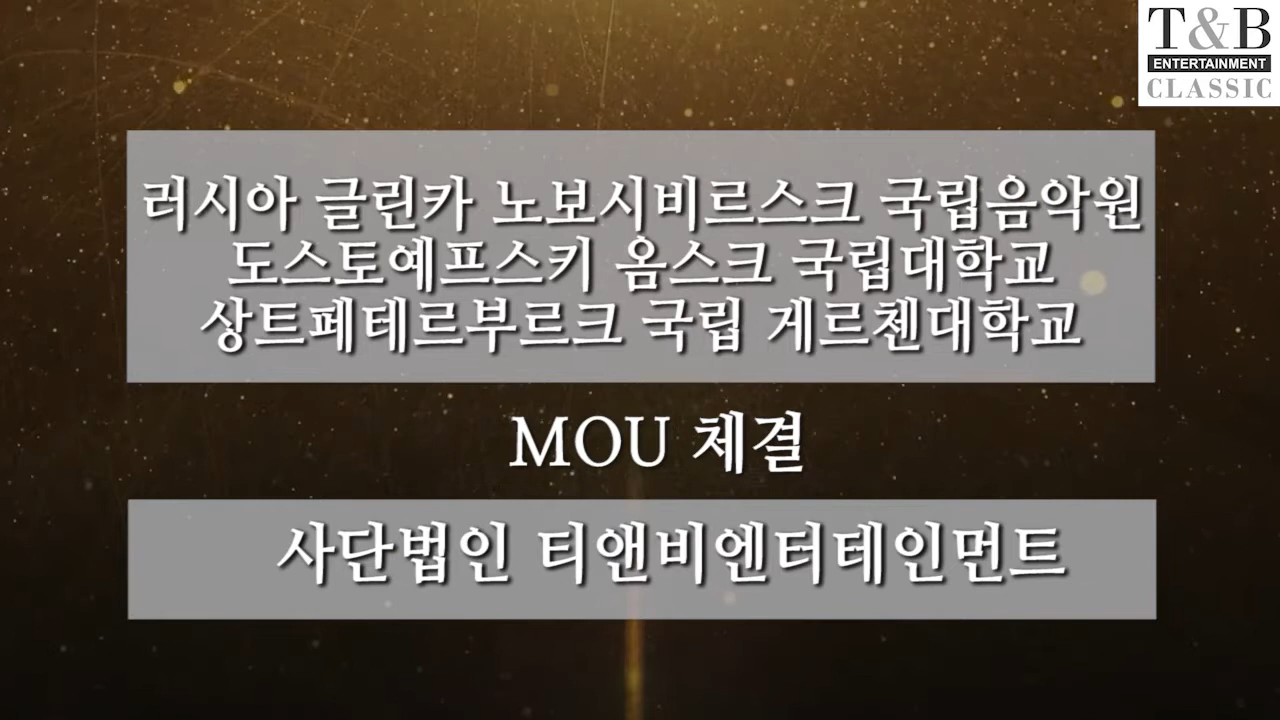 T&B
ENTERTAINMENT
CLASSIC
러시아 글린카 노보시비르스크 국립음악원
도스토예프스키 옴스크 국립대학교
상트페테르부르크 국립 게르첸대학교
MOU 체결
사단법인 티앤비엔터테인먼트